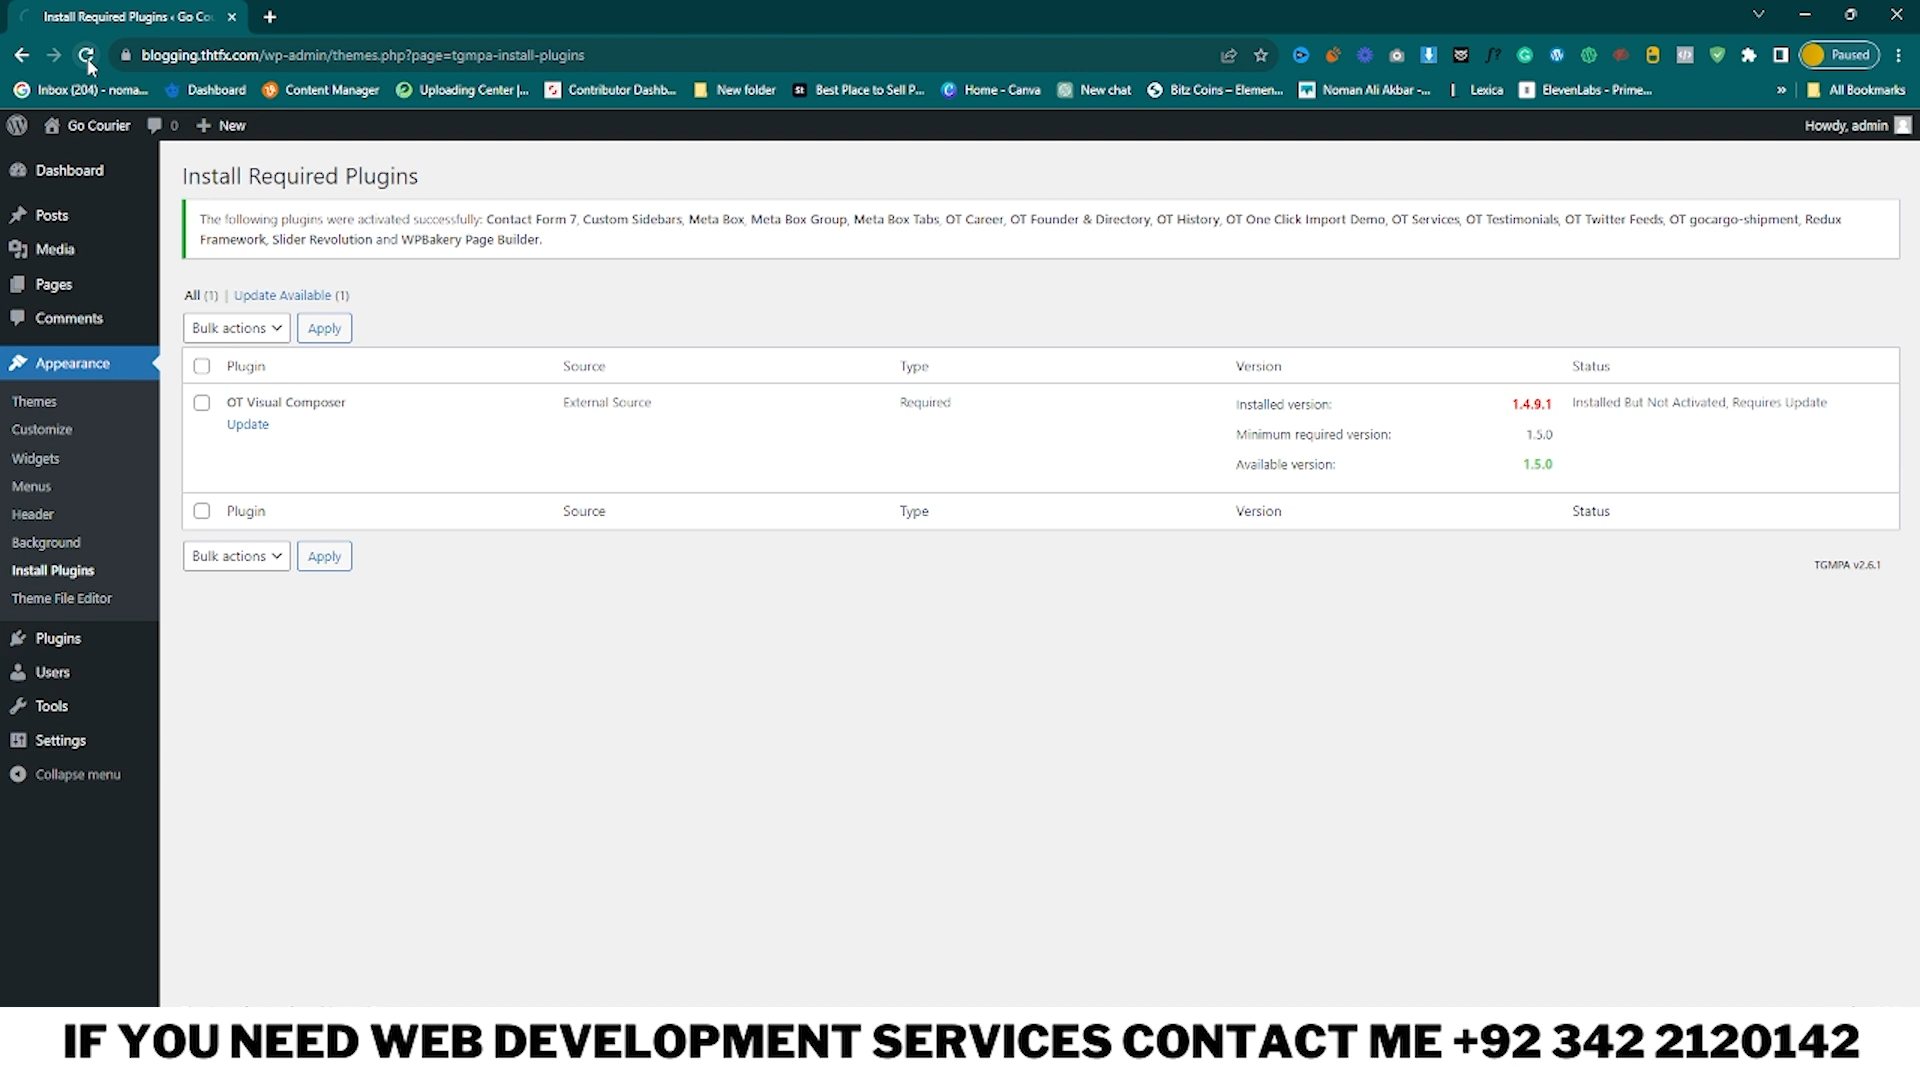 Install Required Plugins ‹ Go Co
blogging.thtfx.com/wp-admin/themes.php?page=tgmpa-install-plugins
Paused
Inbox (204) - noma...
Dashboard
Content Manager
Uploading Center |...
Contributor Dashb...
New folder
Best Place to Sell P...
Home - Canva
New chat
Bitz Coins – Elemen...
Noman Ali Akbar -...
Lexica
ElevenLabs - Prime...
» All Bookmarks
Go Courier
0
New
Howdy, admin
Dashboard
Posts
Media
Pages
Comments
Appearance
Themes
Customize
Widgets
Menus
Header
Background
Install Plugins
Theme File Editor
Plugins
Users
Tools
Settings
Collapse menu
Install Required Plugins
The following plugins were activated successfully: Contact Form 7, Custom Sidebars, Meta Box, Meta Box Group, Meta Box Tabs, OT Career, OT Founder & Directory, OT History, OT One Click Import Demo, OT Services, OT Testimonials, OT Twitter Feeds, OT gocargo-shipment, Redux
Framework, Slider Revolution and WPBakery Page Builder.
All (1) | Update Available (1)
Bulk actions Apply
Plugin Source Type Version Status
OT Visual Composer External Source Required Installed version: 1.4.9.1 Installed But Not Activated, Requires Update
Update
Minimum required version: 1.5.0
Available version: 1.5.0
Plugin Source Type Version Status
Bulk actions Apply
TGMPA v2.6.1
IF YOU NEED WEB DEVELOPMENT SERVICES CONTACT ME +92 342 2120142